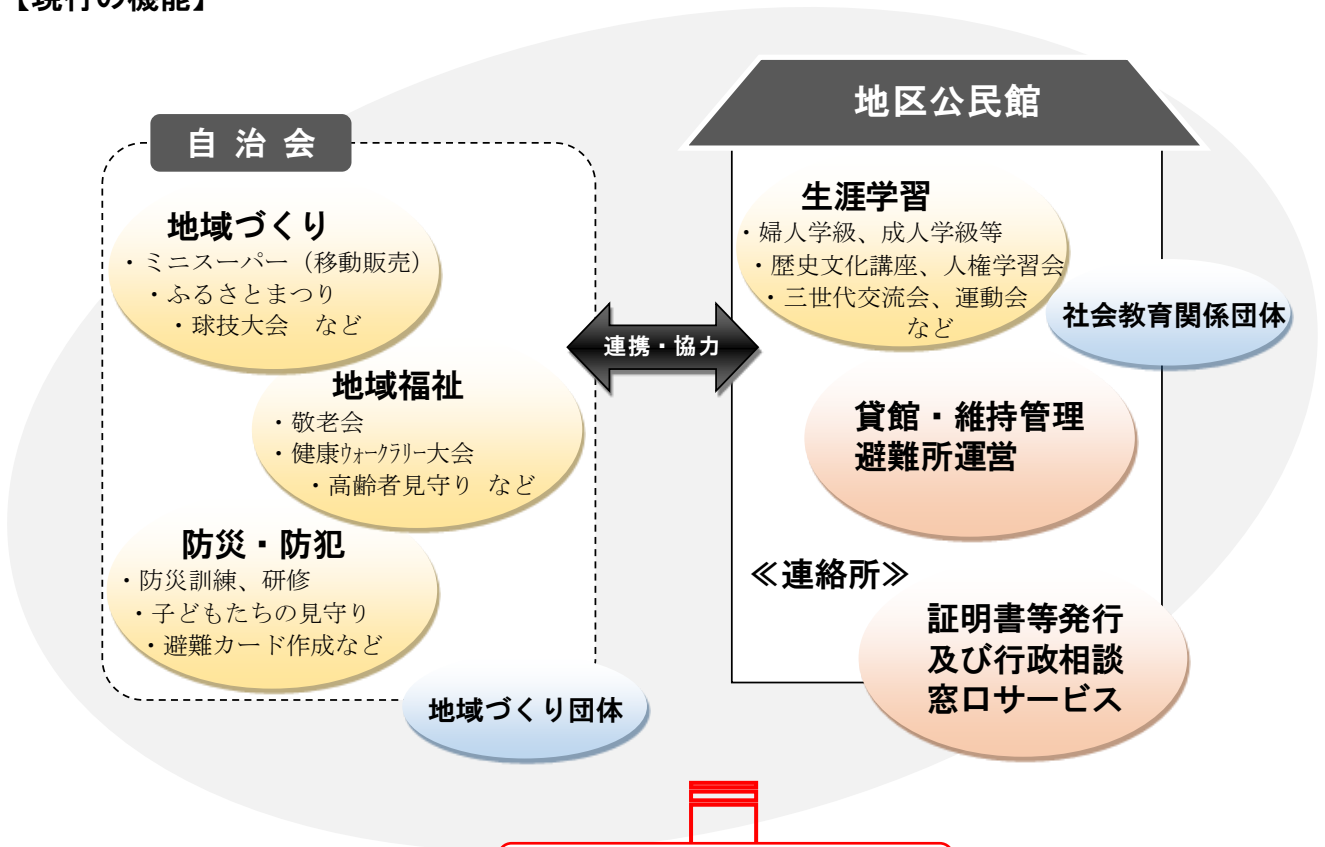 【現行の機能】
自治会
地域づくり
・ミニスーパー（移動販売）
・ふるさとまつり
・球技大会　など
地域福祉
・敬老会
・健康ｳｫｰｸﾗﾘｰ大会
・高齢者見守り など
防災・防犯
・防災訓練、研修
・子どもたちの見守り
・避難カード作成など
地域づくり団体
連携・協力
地区公民館
生涯学習
・婦人学級、成人学級等
・歴史文化講座、人権学習会
・三世代交流会、運動会
など
社会教育関係団体
貸館・維持管理
避難所運営
≪連絡所≫
証明書等発行
及び行政相談
窓口サービス